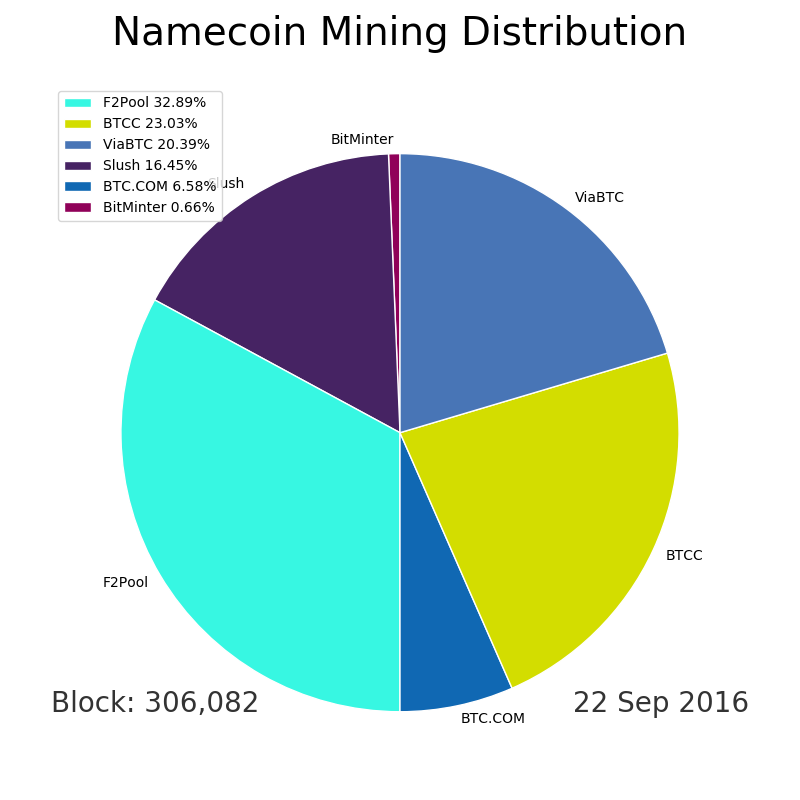 Namecoin Mining Distribution
F2Pool 32.89%
BTCC 23.03%
ViaBTC 20.39%
Slush 16.45%
BTC.COM 6.58%
BitMinter 0.66%
BitMinter
Slush
ViaBTC
BTCC
F2Pool
BTC.COM
Block: 306,082
22 Sep 2016